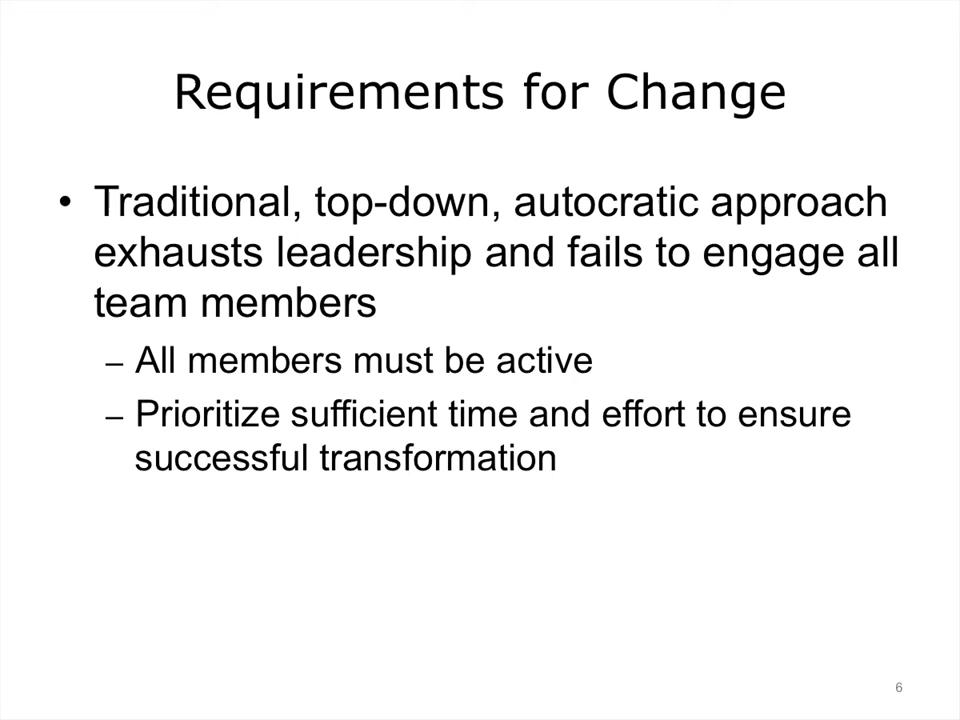 Requirements for Change
• Traditional, top-down, autocratic approach
exhausts leadership and fails to engage all
team members
– All members must be active
– Prioritize sufficient time and effort to ensure
successful transformation
6